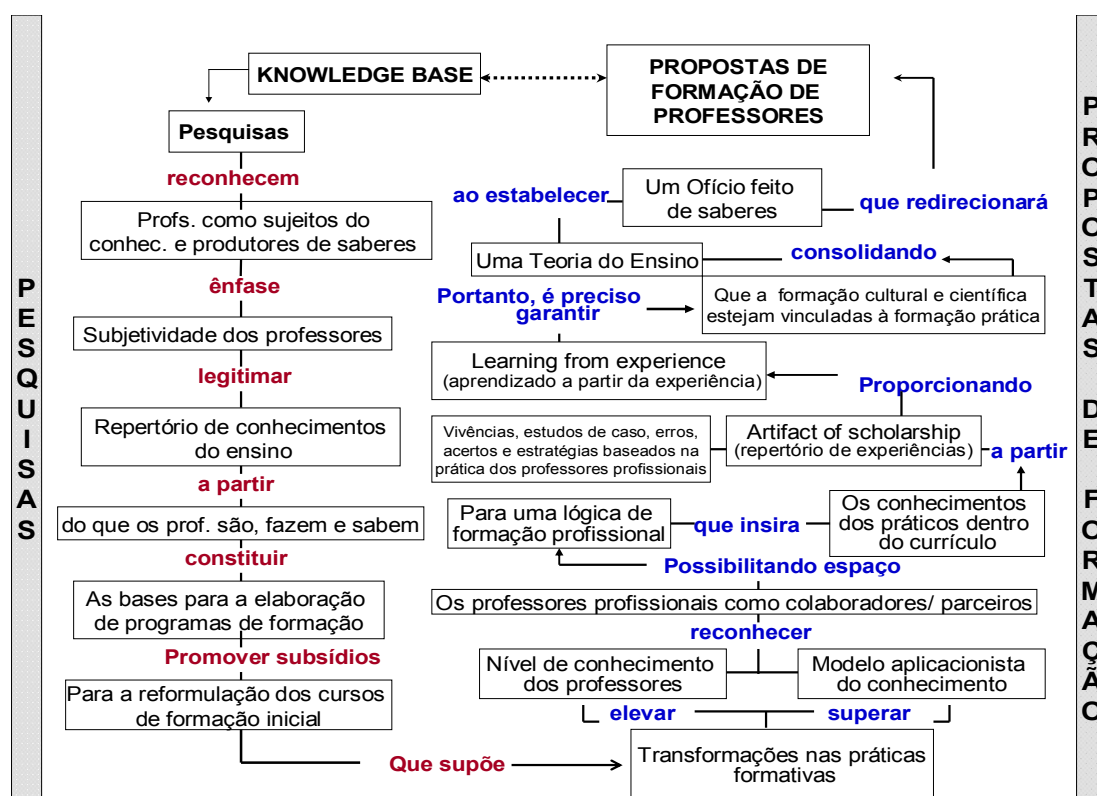 KNOWLEDGE BASE
PROPOSTAS DE
FORMAÇÃO DE
PROFESSORES
Pesquisas
reconhecem
Profs. como sujeitos do
conhec. e produtores de saberes
ênfase
Subjetividade dos professores
legitimar
Repertório de conhecimentos
do ensino
a partir
do que os prof. são, fazem e sabem
constituir
As bases para a elaboração
de programas de formação
Promover subsídios
Para a reformulação dos cursos
de formação inicial
Que supõe
ao estabelecer
Um Ofício feito
de saberes
que redirecionará
Uma Teoria do Ensino
consolidando
Portanto, é preciso
garantir
Que a formação cultural e científica
estejam vinculadas à formação prática
Learning from experience
(aprendizado a partir da experiência)
Proporcionando
Vivências, estudos de caso, erros,
acertos e estratégias baseados na
prática dos professores profissionais
Artifact of scholarship
(repertório de experiências)
a partir
Para uma lógica de
formação profissional
que insira
Os conhecimentos
dos práticos dentro
do currículo
Possibilitando espaço
Os professores profissionais como colaboradores/ parceiros
reconhecer
Nível de conhecimento
dos professores
Modelo aplicacionista
do conhecimento
elevar
superar
Transformações nas práticas
formativas
PESQUISAS
PROPOSTAS DE FORMAÇÃO